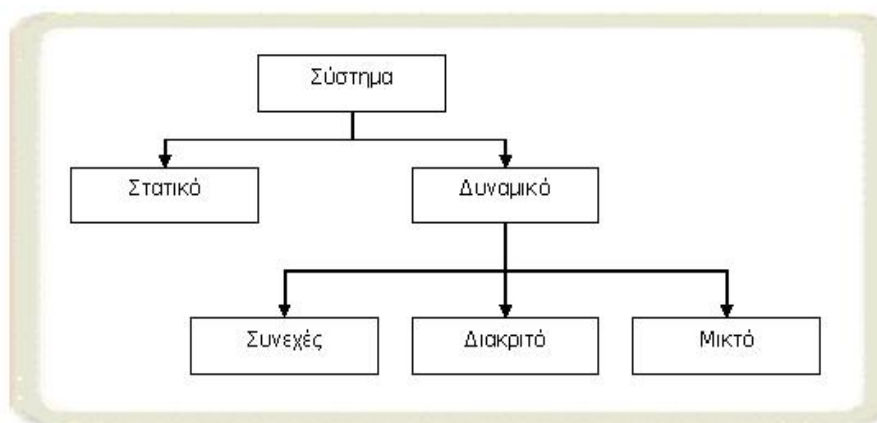 Σύστημα
Στατικό
Δυναμικό
Συνεχές
Διακριτό
Μικτό